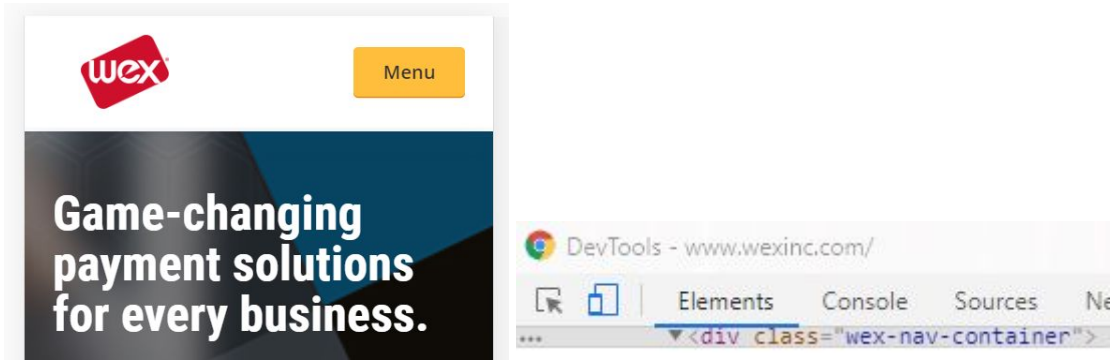 wex
Menu
Game-changing
payment solutions
for every business.
DevTools - www.wexinc.com/
Elements Console Sources Ne
... ▼<div class="wex-nav-container">